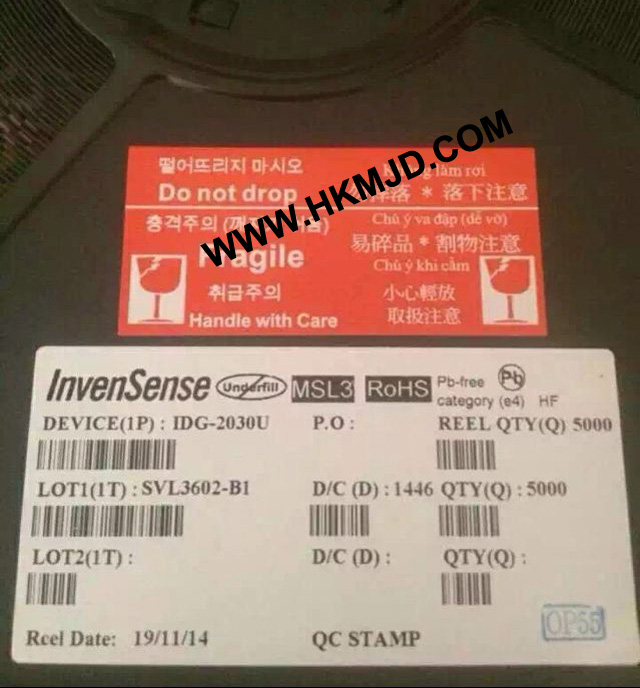 WWW.HKMJD.COM
떨어뜨리지 마시오
làm rơi
Do not drop
落 * 落下注意
충격주의
Chú ý va đập (dễ vỡ)
Fragile
易碎品 * 割物注意
Chú ý khi cầm
취급주의
小心輕放
Handle with Care
取扱注意
InvenSense Underfill MSL3 RoHS Pb-free category (e4) Pb HF
DEVICE(1P) : IDG-2030U P.O : REEL QTY(Q) 5000
LOT1(1T) : SVL3602-B1 D/C (D) : 1446 QTY(Q) : 5000
LOT2(1T) : D/C (D) : QTY(Q) :
Reel Date: 19/11/14 QC STAMP
OP55